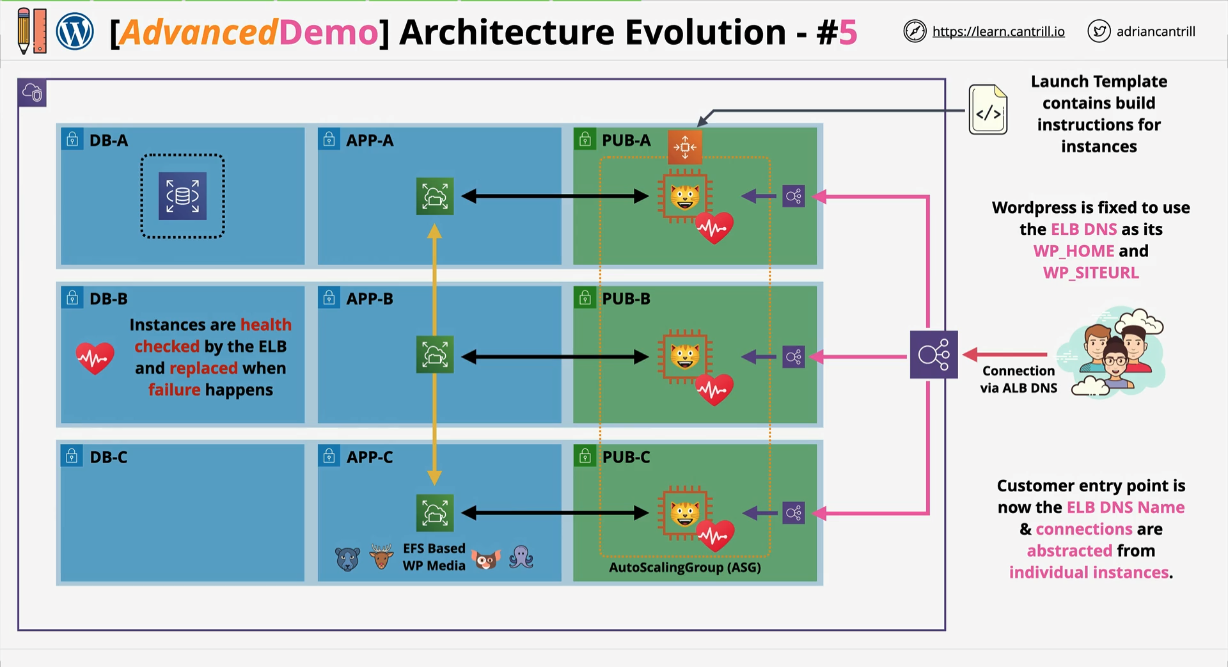 [AdvancedDemo] Architecture Evolution - #5
https://learn.cantrill.io
adriancantrill
Launch Template
contains build
instructions for
instances
DB-A
APP-A
PUB-A
</>
Wordpress is fixed to use
the ELB DNS as its
WP_HOME and
WP_SITEURL
DB-B
Instances are health
checked by the ELB
and replaced when
failure happens
APP-B
PUB-B
Connection
via ALB DNS
DB-C
APP-C
EFS Based
WP Media
PUB-C
AutoScalingGroup (ASG)
Customer entry point is
now the ELB DNS Name
& connections are
abstracted from
individual instances.